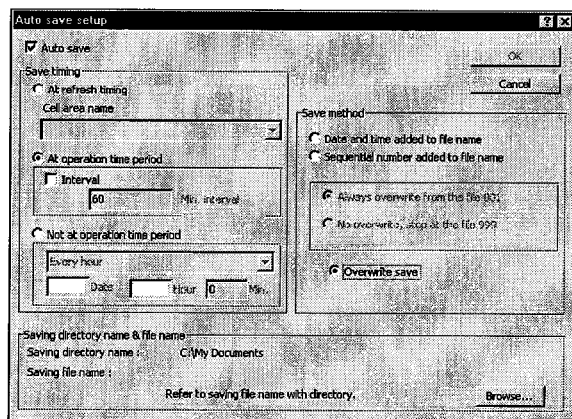 Auto save setup
Auto save
OK
Cancel
Save timing
At refresh timing
Cell area name
At operation time period
Interval
60 Min. interval
Not at operation time period
Every hour
Date Hour 0 Min.
Save method
Date and time added to file name
Sequential number added to file name
Always overwrite from the file 001
No overwrite, stop at the file 999
Overwrite save
Saving directory name & file name
Saving directory name : C:\My Documents
Saving file name :
Refer to saving file name with directory.
Browse...